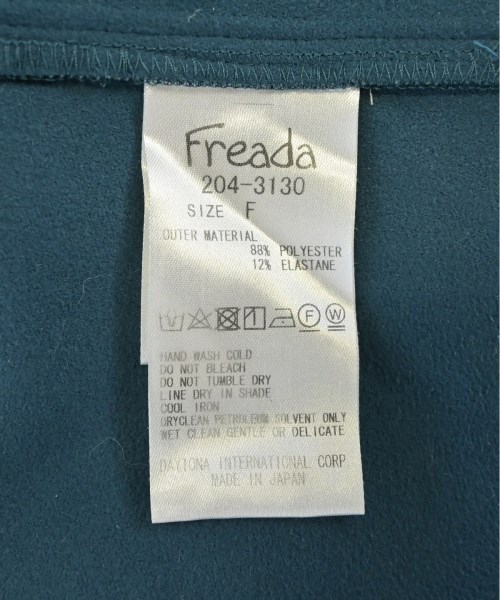 Freada
204-3130
SIZE F
OUTER MATERIAL
88% POLYESTER
12% ELASTANE
F W
HAND WASH COLD
DO NOT BLEACH
DO NOT TUMBLE DRY
LINE DRY IN SHADE
COOL IRON
DRYCLEAN PETROLEUM SOLVENT ONLY
WET CLEAN GENTLE OR DELICATE
DAYTONA INTERNATIONAL CORP
MADE IN JAPAN